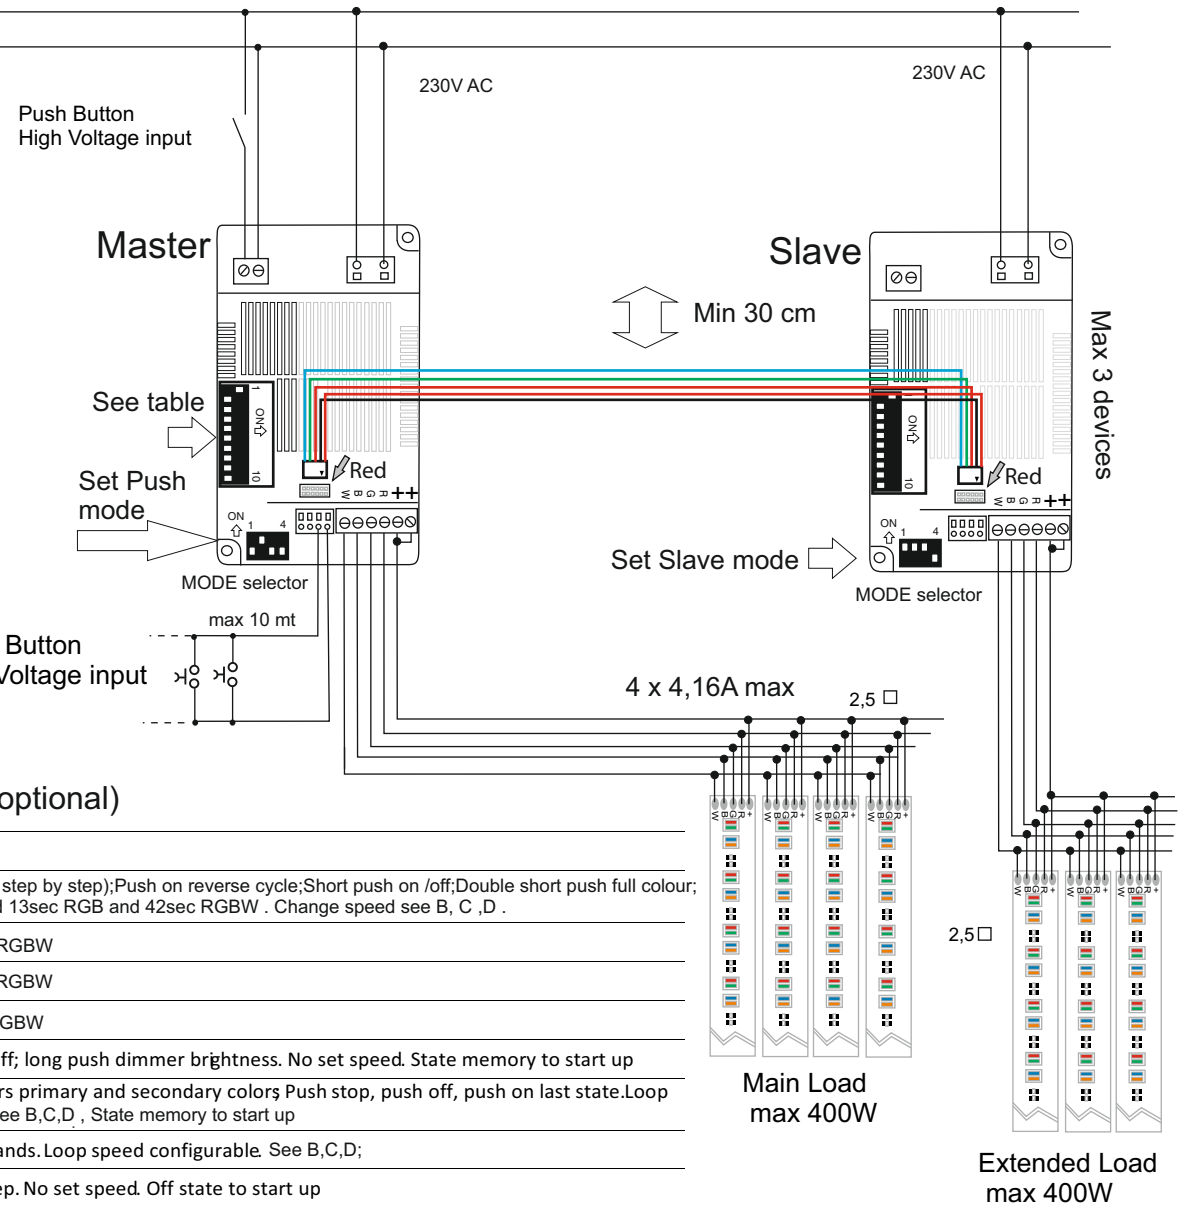 230V AC
230V AC
Push Button
High Voltage input
Master
Slave
Min 30 cm
Max 3 devices
See table
1
ON
10
ON
10
Red
Red
Set Push
mode
W B G R ++
W B G R ++
ON
1 4
ON
1 4
MODE selector
Set Slave mode
MODE selector
max 10 mt
Button
Voltage input
4 x 4,16A max
2,5
optional)
W B G R +
W B G R +
W B G R +
W B G R +
step by step);Push on reverse cycle;Short push on /off;Double short push full colour;
13sec RGB and 42sec RGBW . Change speed see B, C ,D .
W B G R +
W B G R +
W B G R +
RGBW
2,5
RGBW
GBW
ff; long push dimmer brightness. No set speed. State memory to start up
rs primary and secondary colors; Push stop, push off, push on last state.Loop
ee B,C,D , State memory to start up
Main Load
max 400W
ands. Loop speed configurable. See B,C,D;
ep. No set speed. Off state to start up
Extended Load
max 400W